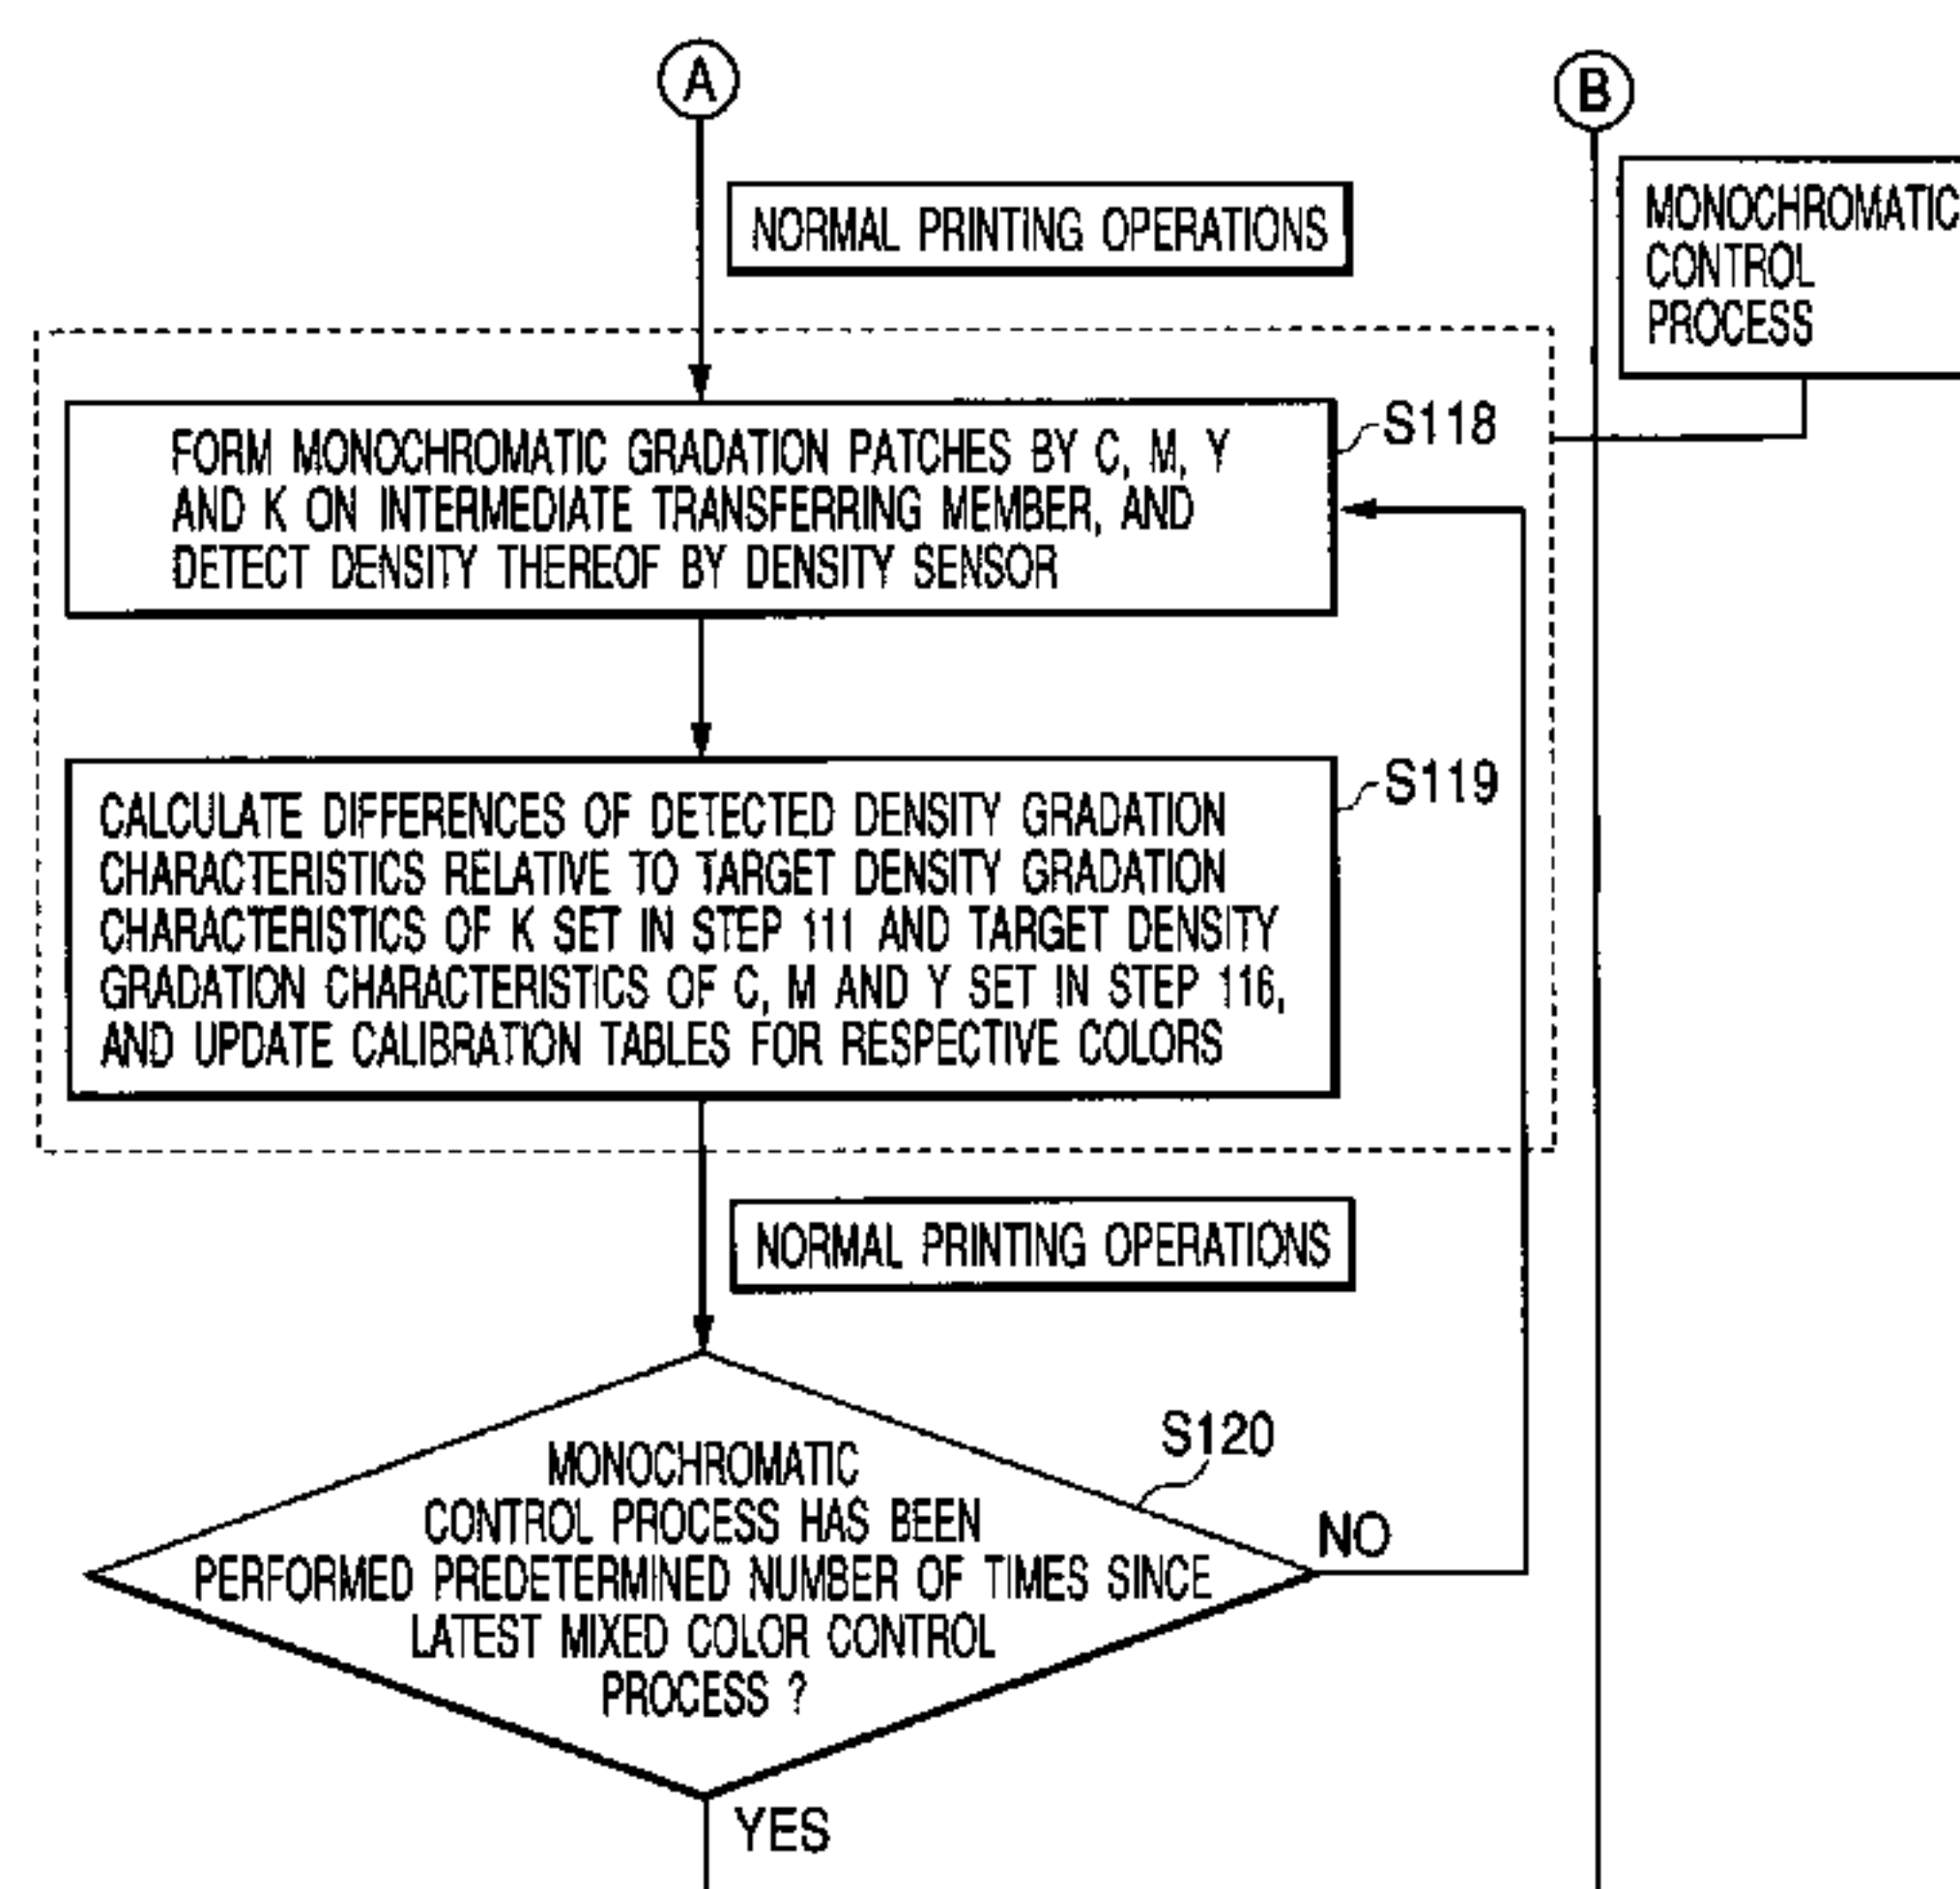 A
B
NORMAL PRINTING OPERATIONS
MONOCHROMATIC
CONTROL
PROCESS
S118
FORM MONOCHROMATIC GRADATION PATCHES BY C, M, Y
AND K ON INTERMEDIATE TRANSFERRING MEMBER, AND
DETECT DENSITY THEREOF BY DENSITY SENSOR
S119
CALCULATE DIFFERENCES OF DETECTED DENSITY GRADATION
CHARACTERISTICS RELATIVE TO TARGET DENSITY GRADATION
CHARACTERISTICS OF K SET IN STEP 111 AND TARGET DENSITY
GRADATION CHARACTERISTICS OF C, M AND Y SET IN STEP 116,
AND UPDATE CALIBRATION TABLES FOR RESPECTIVE COLORS
NORMAL PRINTING OPERATIONS
S120
MONOCHROMATIC
CONTROL PROCESS HAS BEEN
PERFORMED PREDETERMINED NUMBER OF TIMES SINCE
LATEST MIXED COLOR CONTROL
PROCESS ?
NO
YES